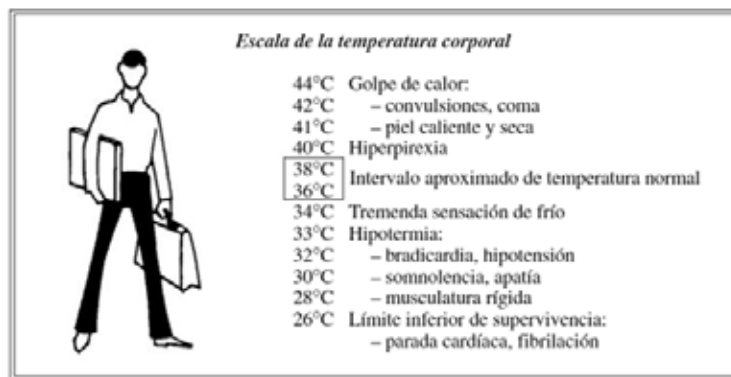 Escala de la temperatura corporal
44°C Golpe de calor:
42°C – convulsiones, coma
41°C – piel caliente y seca
40°C Hiperpirexia
38°C
Intervalo aproximado de temperatura normal
36°C
34°C Tremenda sensación de frío
33°C Hipotermia:
32°C – bradicardia, hipotensión
30°C – somnolencia, apatía
28°C – musculatura rígida
26°C Límite inferior de supervivencia:
– parada cardíaca, fibrilación